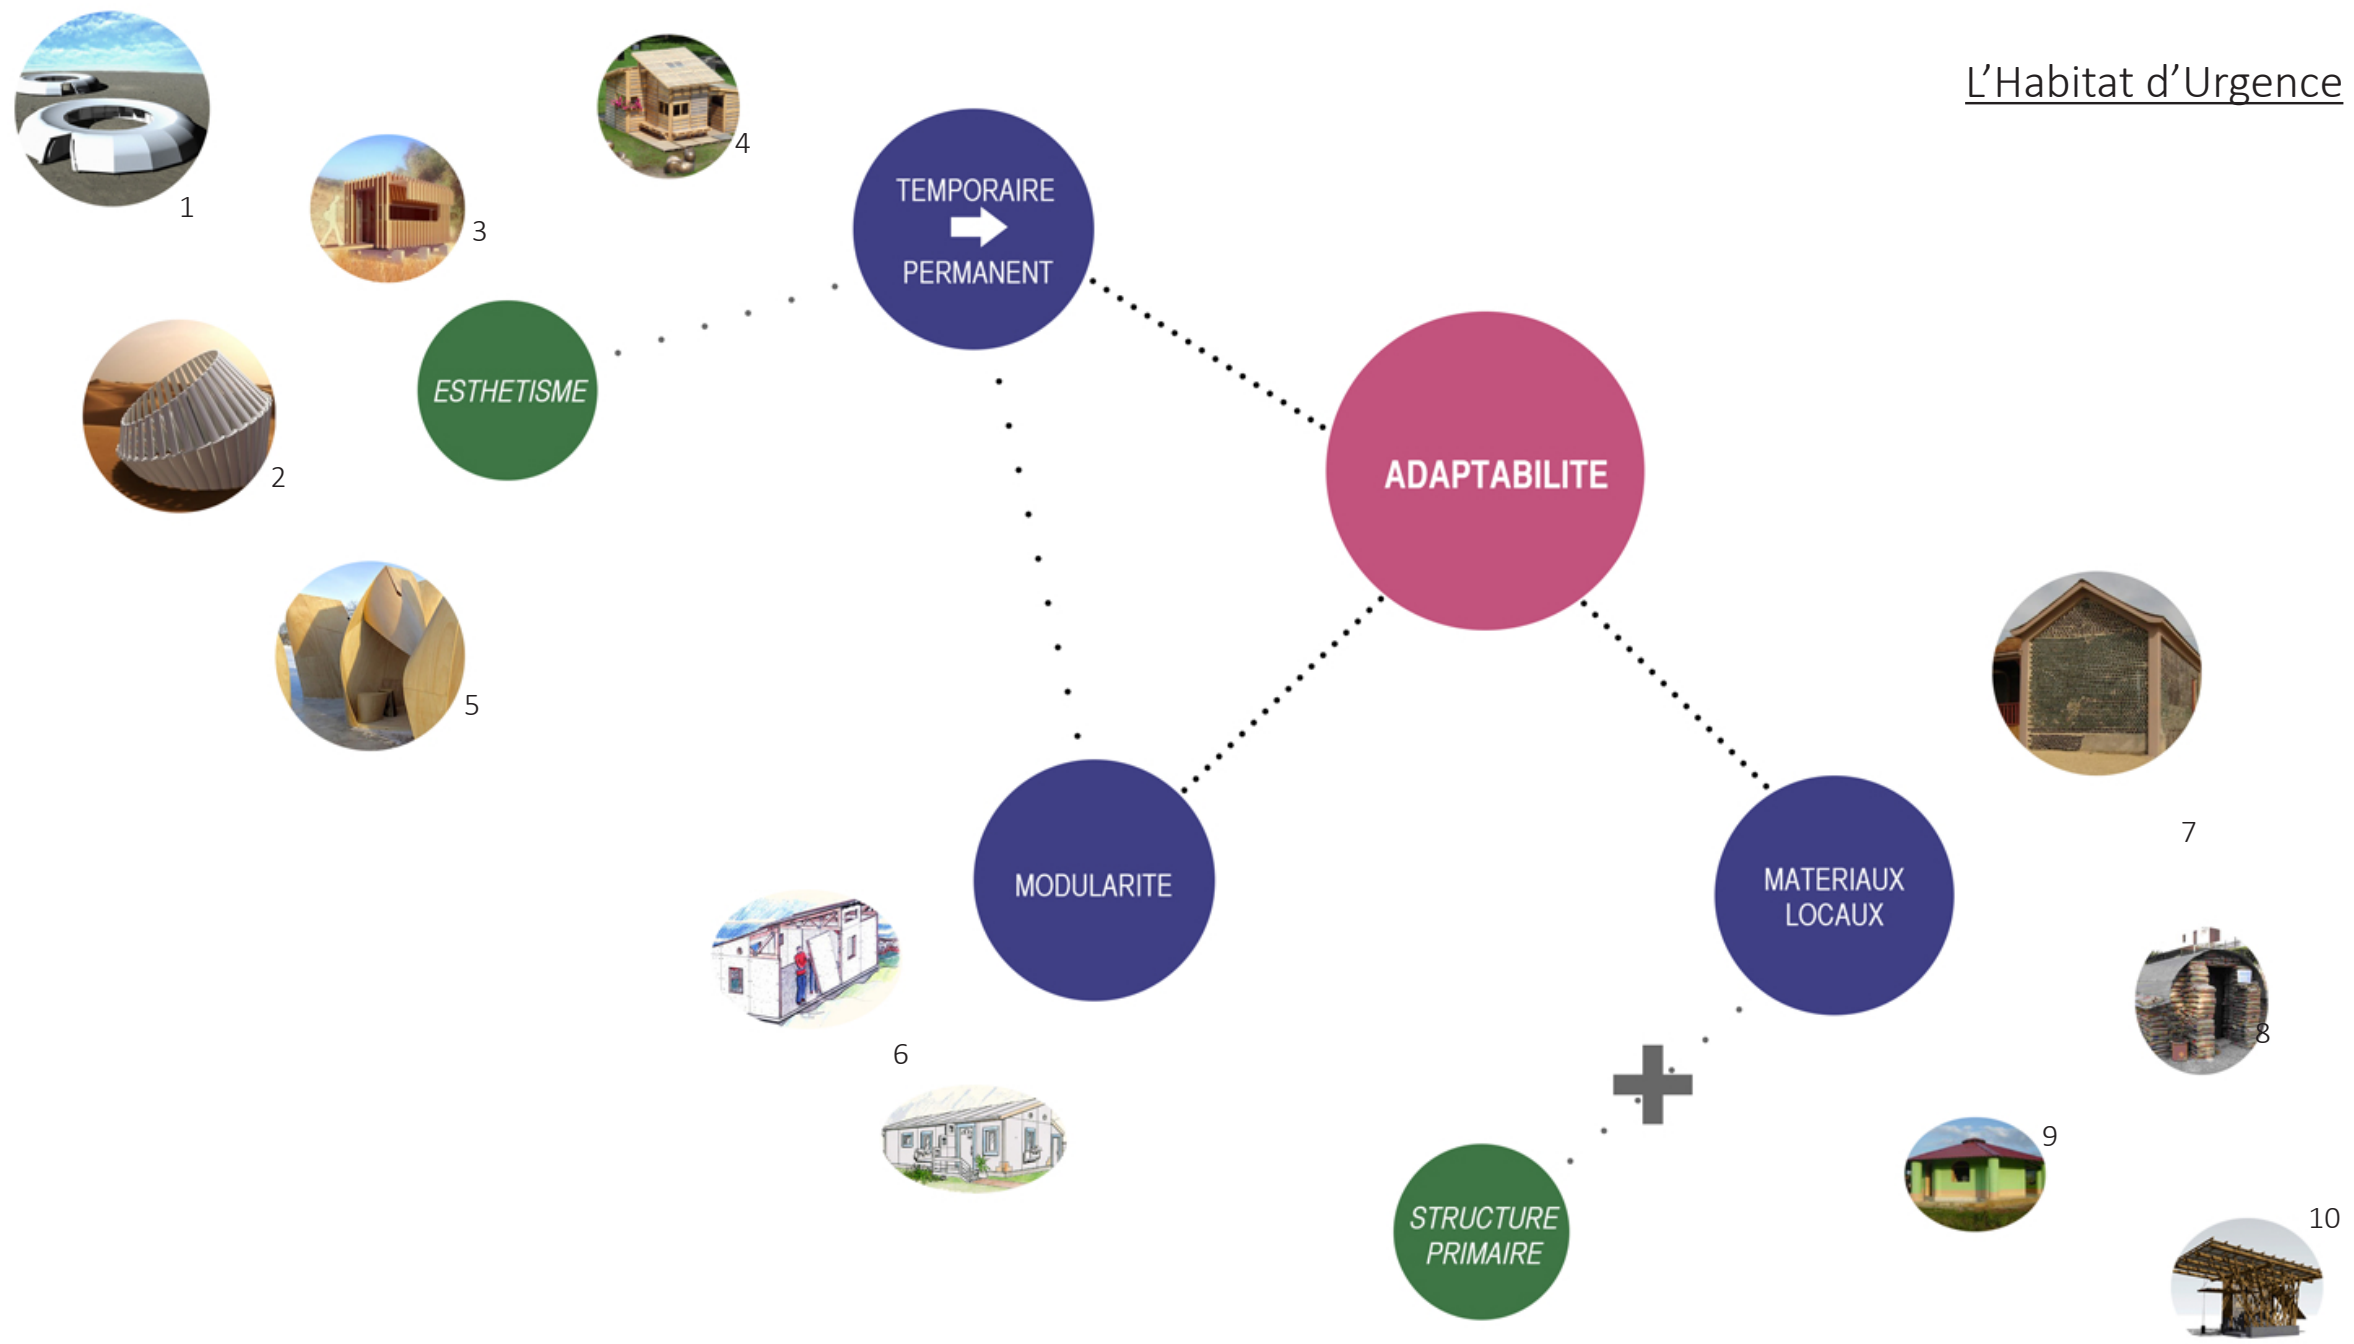 L'Habitat d'Urgence
1
2
3
4
5
ESTHETISME
TEMPORAIRE
PERMANENT
ADAPTABILITE
MODULARITE
6
MATERIAUX
LOCAUX
STRUCTURE
PRIMAIRE
7
8
9
10